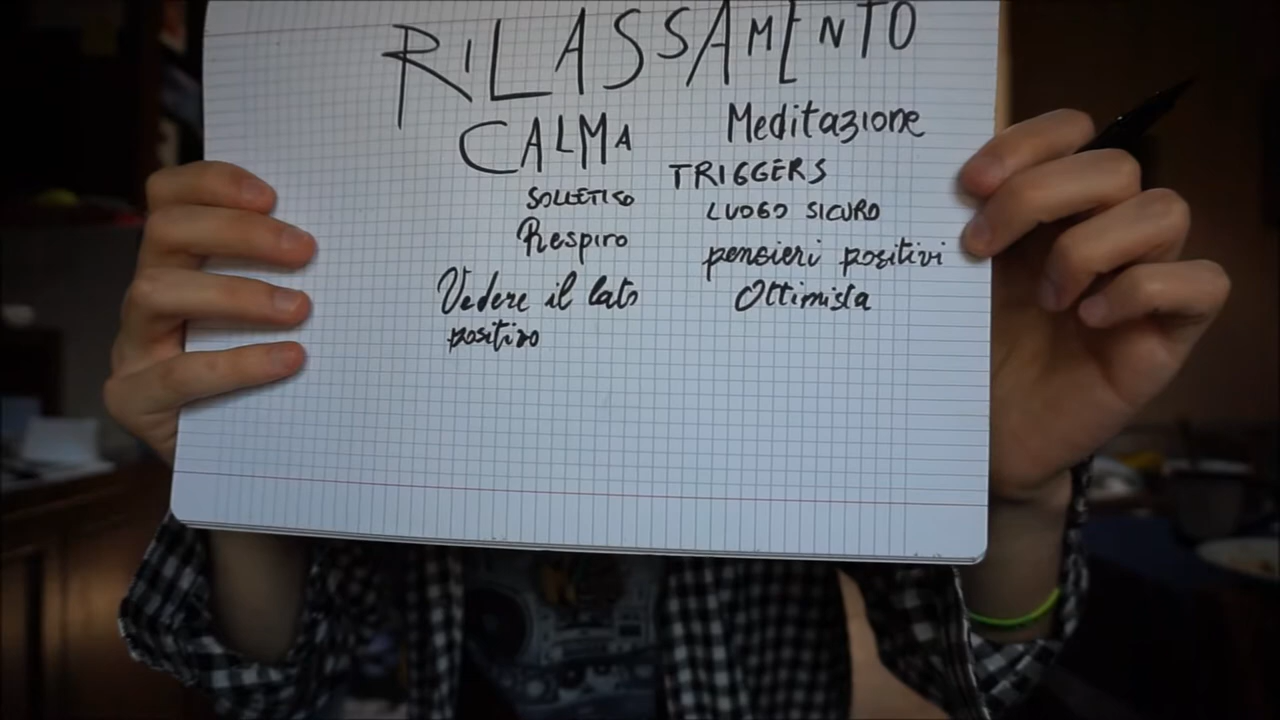 RILASSAMENTO
CALMA
SOLLETICO
Respiro
Vedere il lato
positivo
Meditazione
TRIGGERS
LUOGO SICURO
pensieri positivi
Ottimista